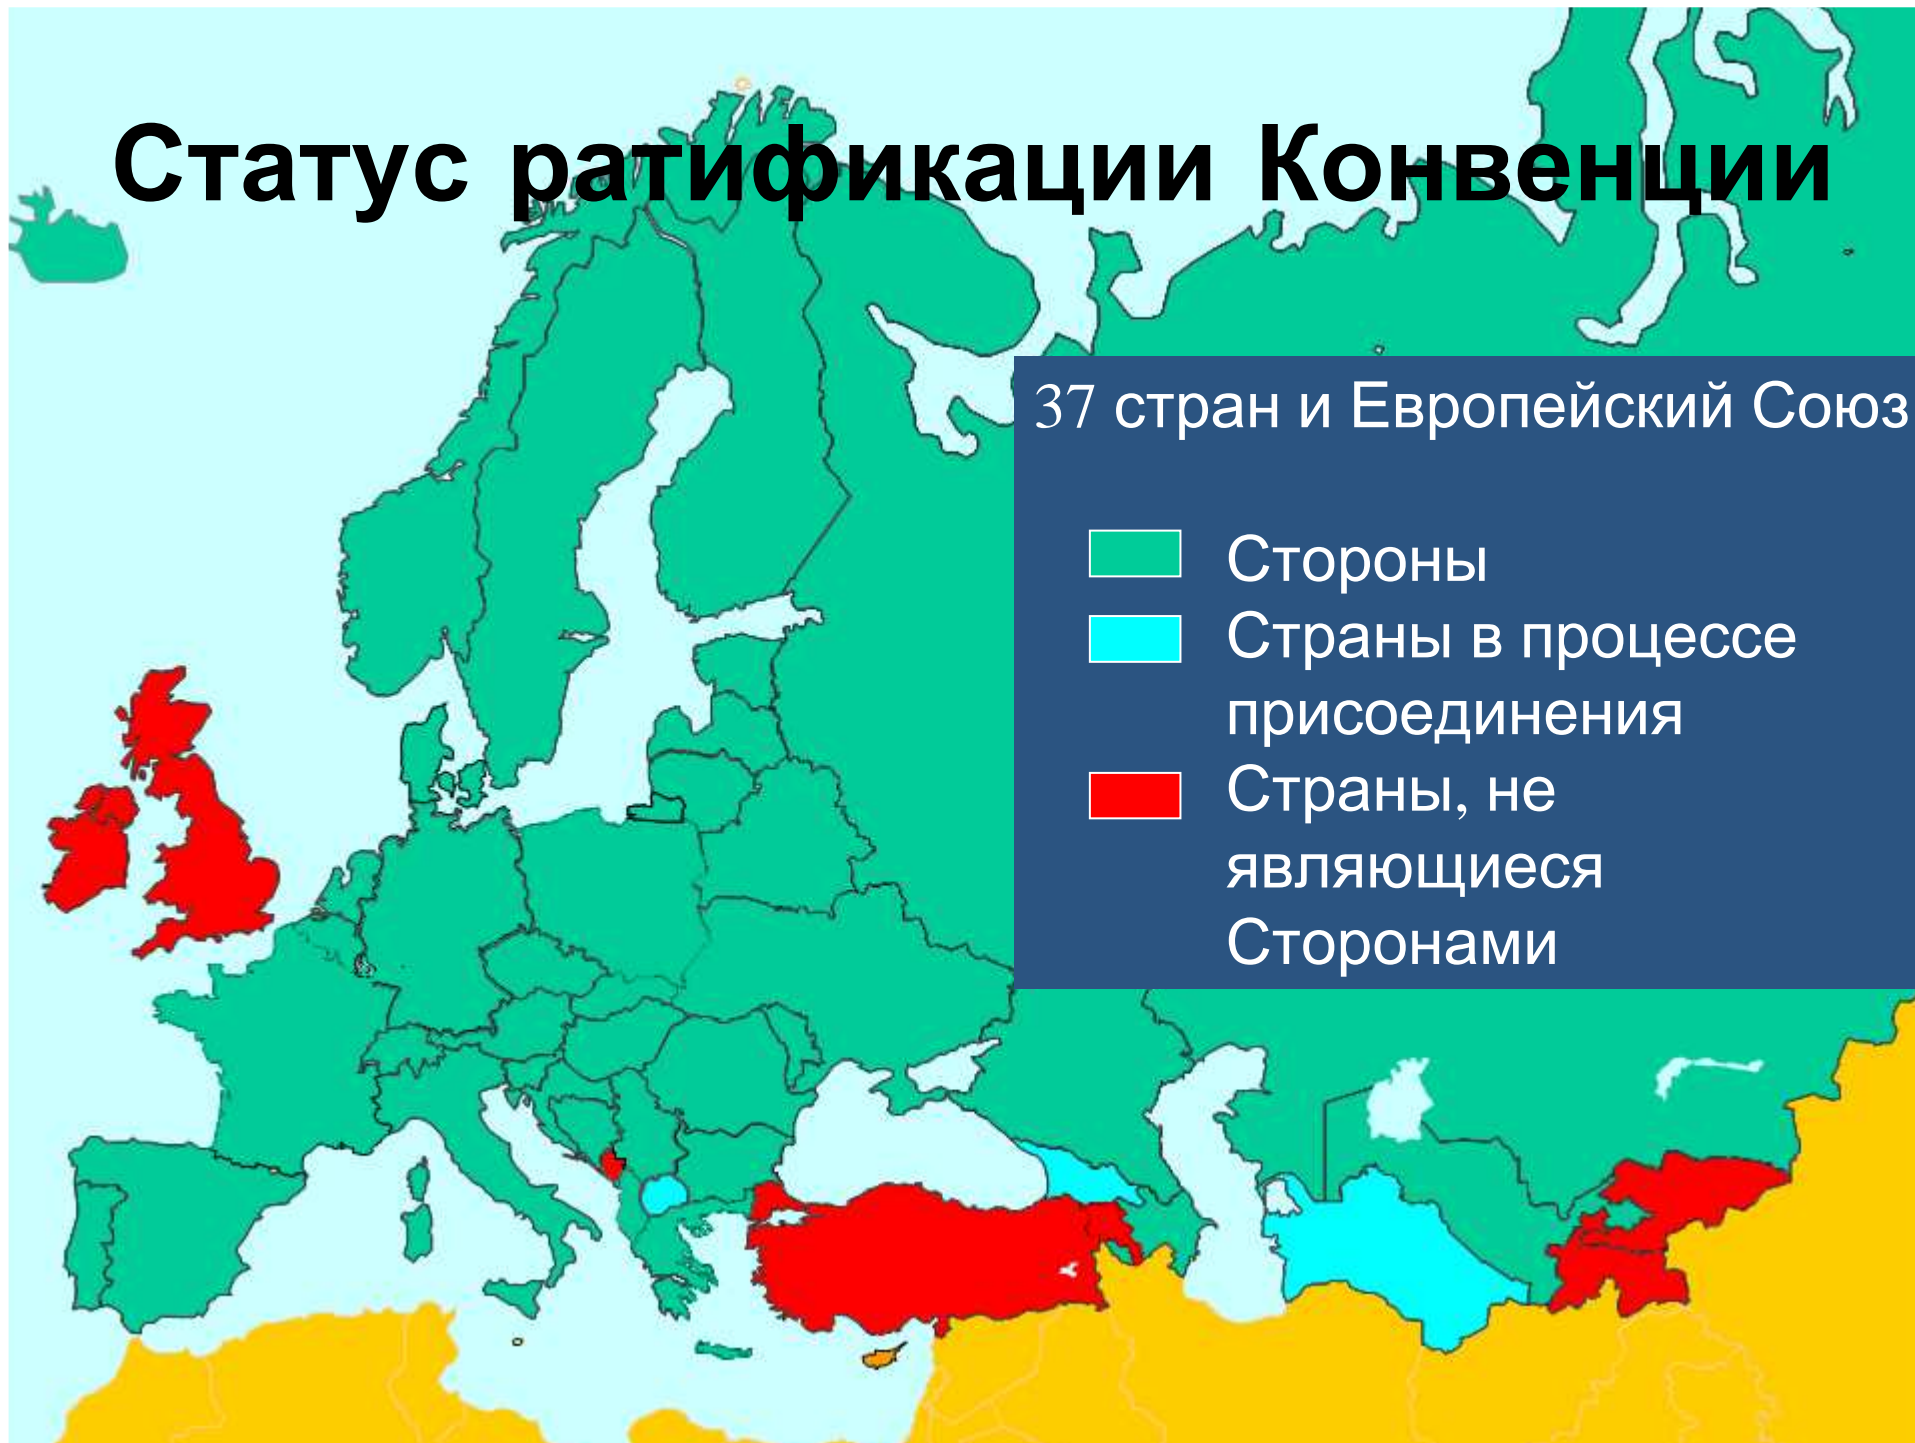 Статус ратификации Конвенции
37 стран и Европейский Союз
Стороны
Страны в процессе
присоединения
Страны, не
являющиеся
Сторонами